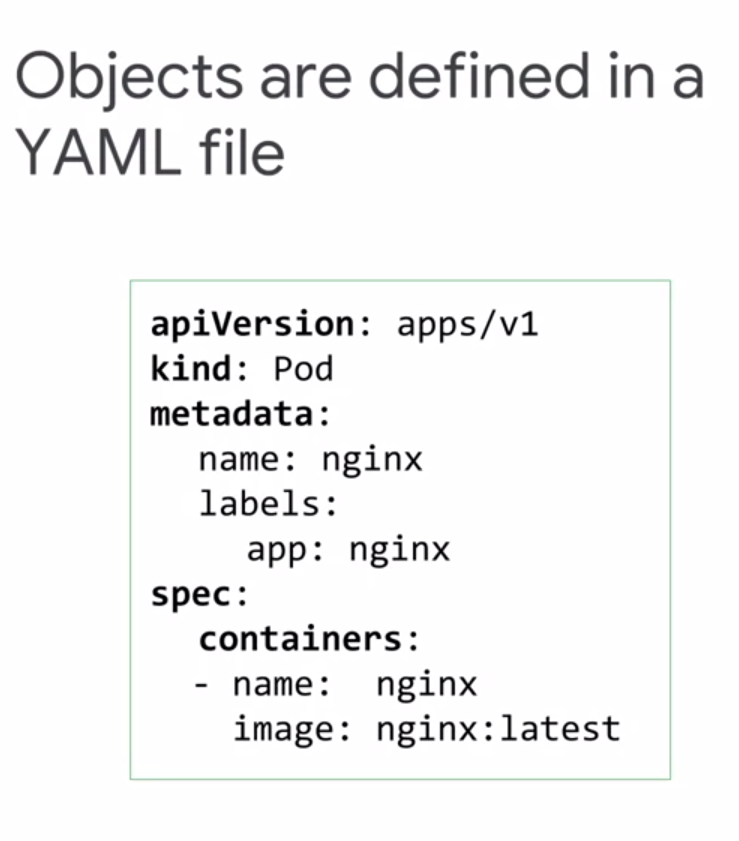 Objects are defined in a
YAML file
apiVersion: apps/v1
kind: Pod
metadata:
name: nginx
labels:
app: nginx
spec:
containers:
- name: nginx
image: nginx:latest